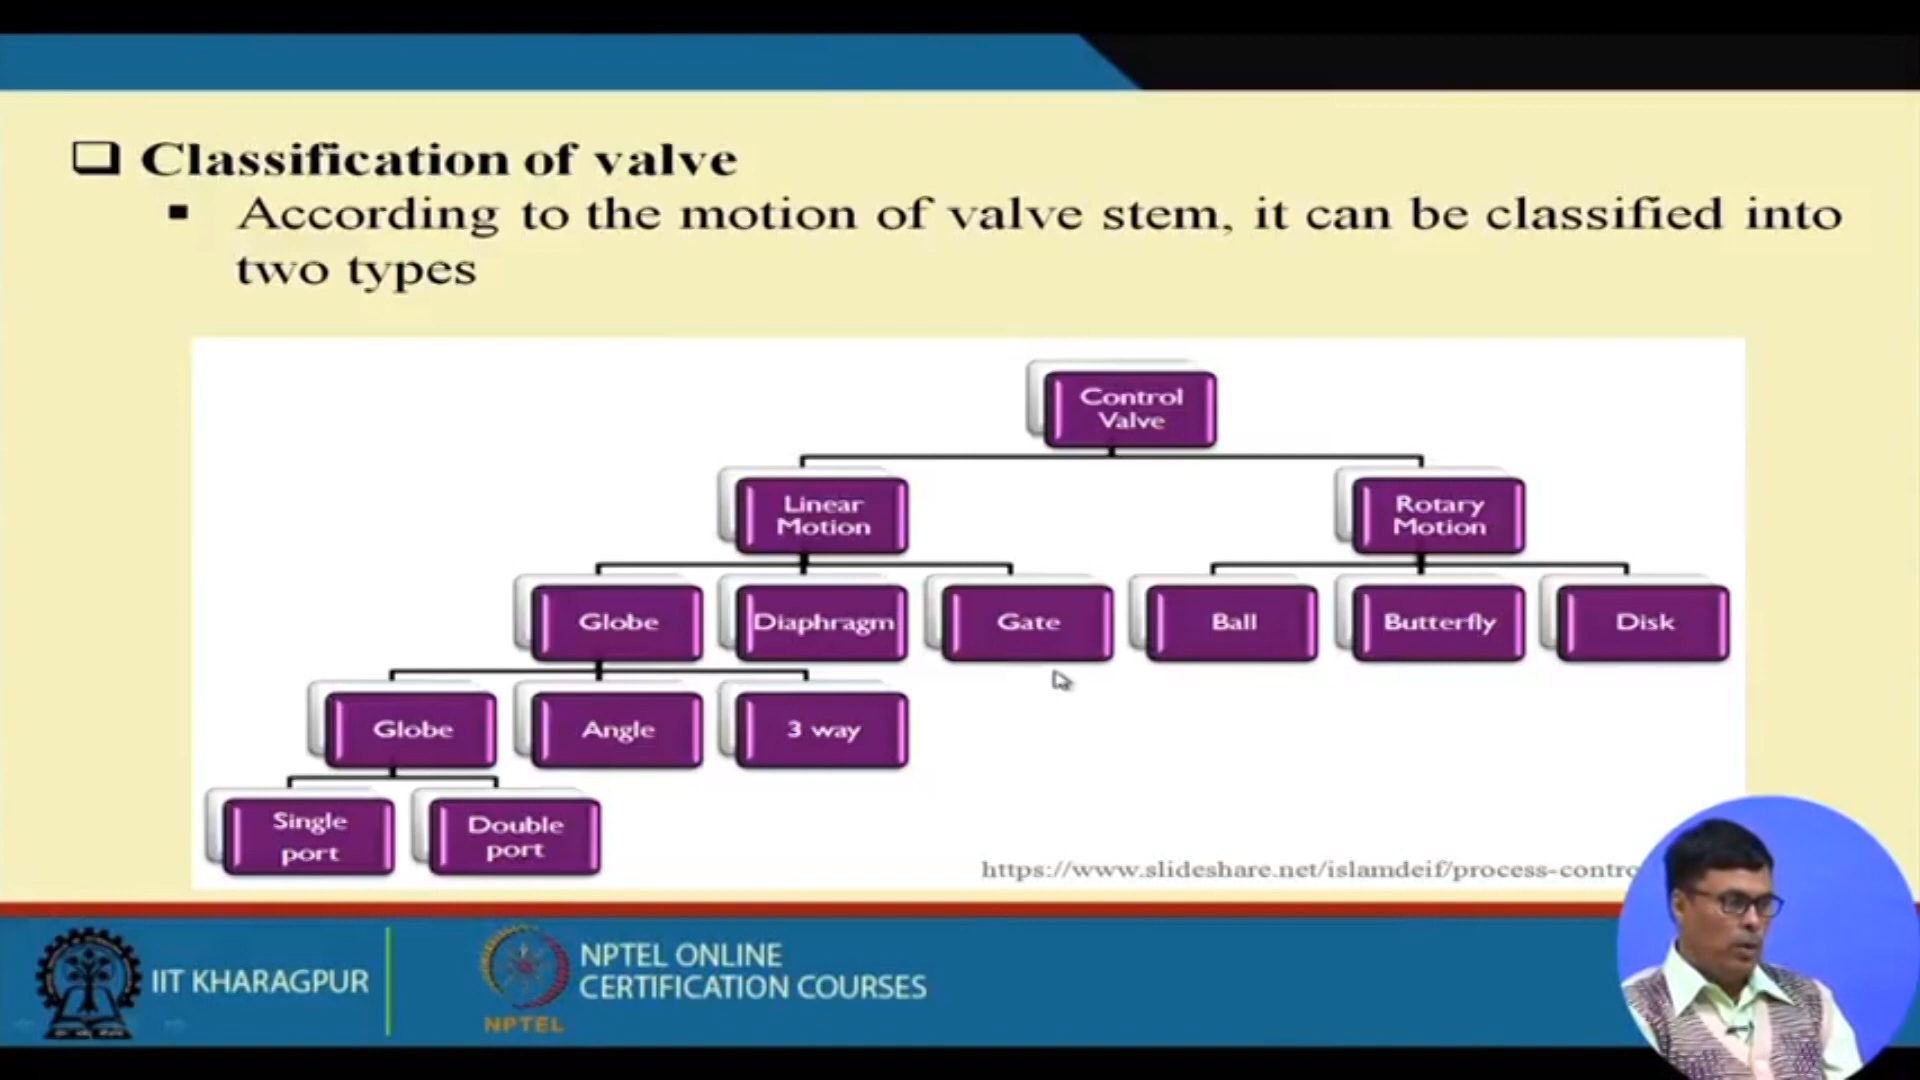 Classification of valve
According to the motion of valve stem, it can be classified into
two types
Control
Valve
Linear
Motion
Rotary
Motion
Globe
Diaphragm
Gate
Ball
Butterfly
Disk
Globe
Angle
3 way
Single
port
Double
port
https://www.slideshare.net/islamdeif/process-contro
IIT KHARAGPUR
NPTEL
NPTEL ONLINE
CERTIFICATION COURSES